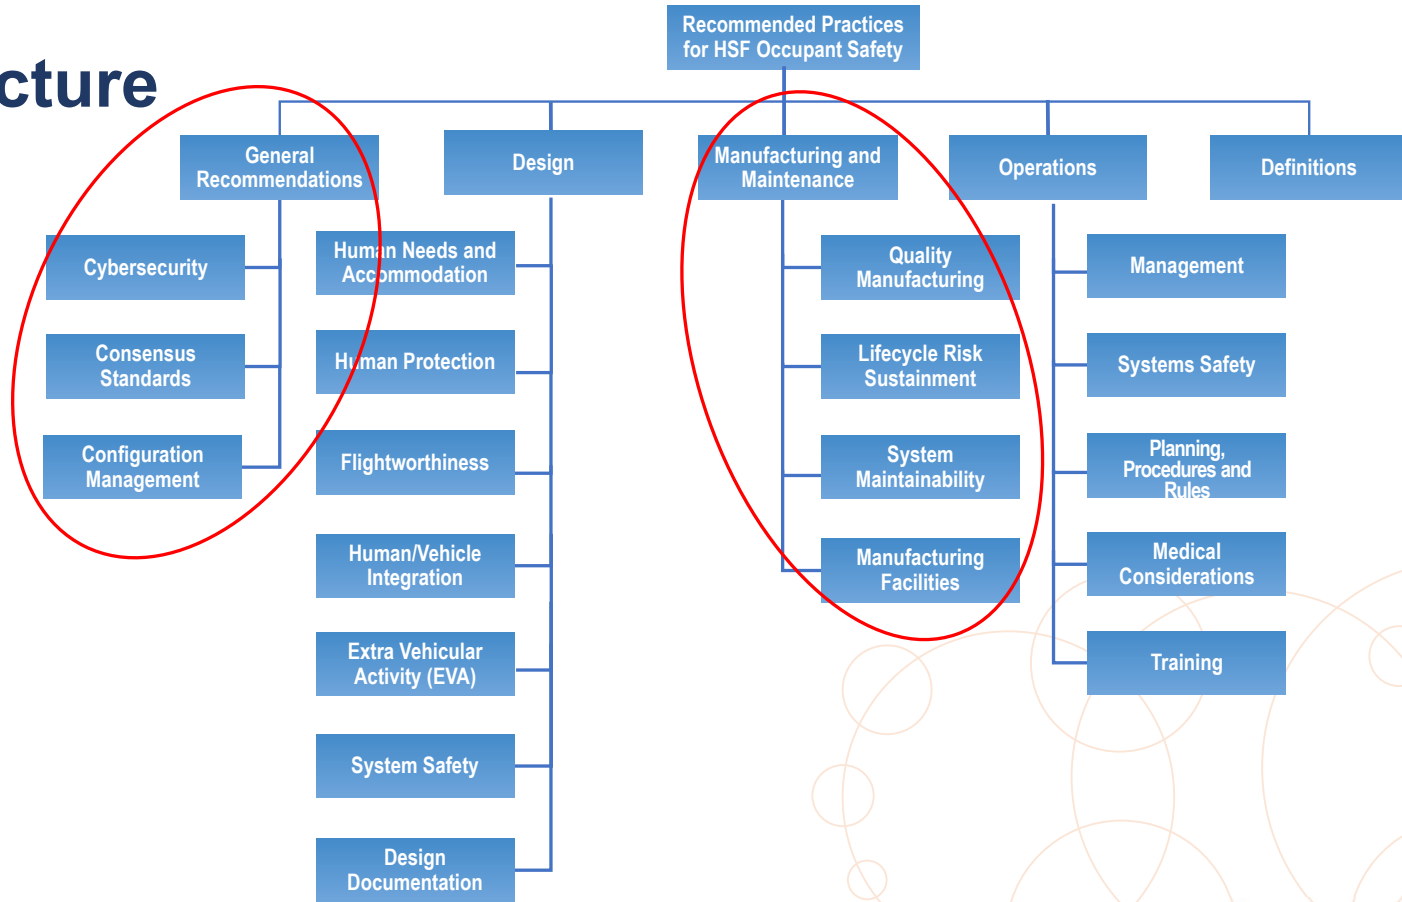 cture
Recommended Practices
for HSF Occupant Safety
General
Recommendations
Cybersecurity
Consensus
Standards
Configuration
Management
Design
Human Needs and
Accommodation
Human Protection
Flightworthiness
Human/Vehicle
Integration
Extra Vehicular
Activity (EVA)
System Safety
Design
Documentation
Manufacturing and
Maintenance
Quality
Manufacturing
Lifecycle Risk
Sustainment
System
Maintainability
Manufacturing
Facilities
Operations
Management
Systems Safety
Planning,
Procedures and
Rules
Medical
Considerations
Training
Definitions